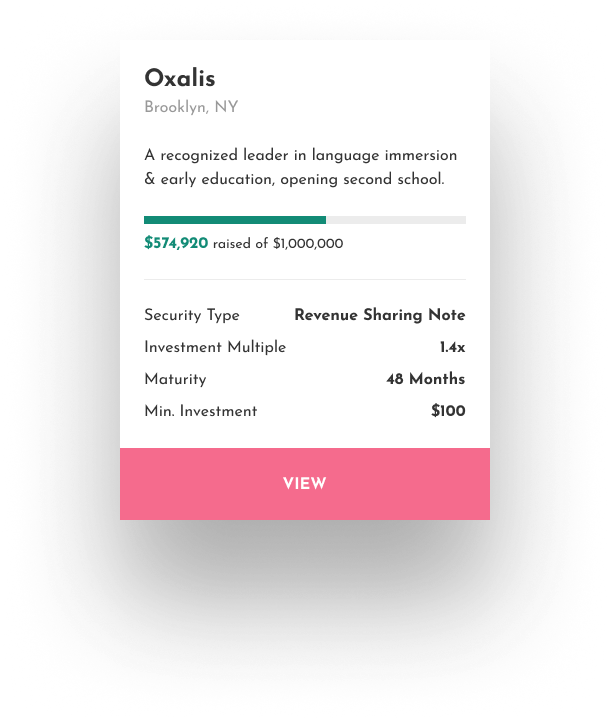 Oxalis
Brooklyn, NY
A recognized leader in language immersion
& early education, opening second school.
$574,920 raised of $1,000,000
Security Type Revenue Sharing Note
Investment Multiple 1.4x
Maturity 48 Months
Min. Investment $100
VIEW